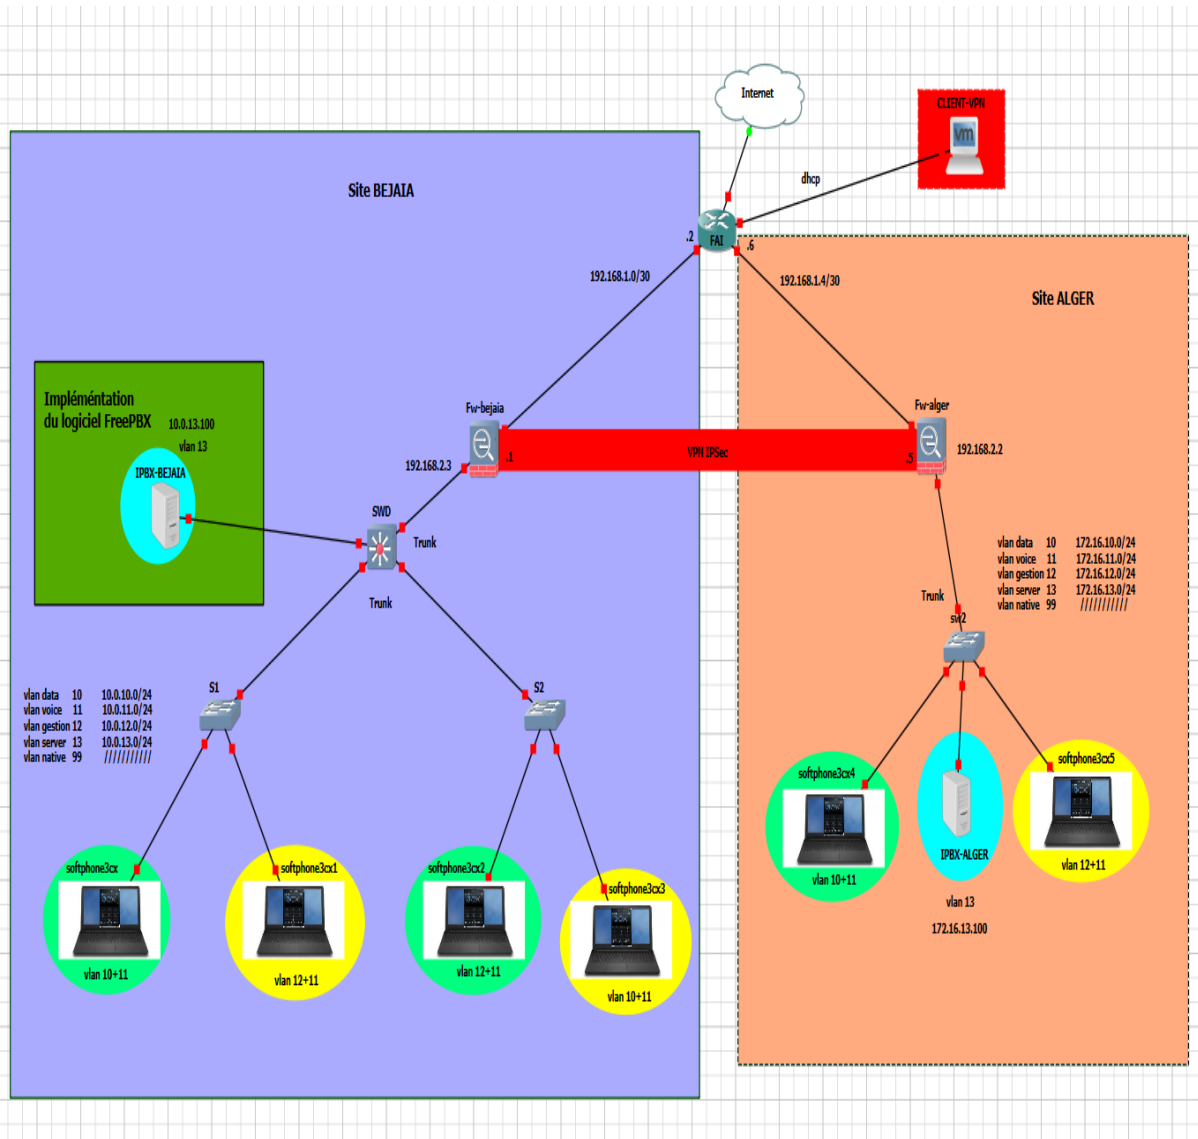 Internet
CLIENT-VPN
vm
dhcp
Site BEJAIA
FAI
.2
.6
192.168.1.0/30
192.168.1.4/30
Site ALGER
Impléméntation
du logiciel FreePBX
10.0.13.100
vlan 13
IPBX-BEJAIA
Fw-bejaia
Fw-alger
.1
VPN IPSec
.5
192.168.2.3
192.168.2.2
SWD
Trunk
Trunk
vlan data 10 172.16.10.0/24
vlan voice 11 172.16.11.0/24
vlan gestion 12 172.16.12.0/24
vlan server 13 172.16.13.0/24
vlan native 99 ///////////
Trunk
sw2
S1
S2
vlan data 10 10.0.10.0/24
vlan voice 11 10.0.11.0/24
vlan gestion 12 10.0.12.0/24
vlan server 13 10.0.13.0/24
vlan native 99 ///////////
softphone3cx4
vlan 10+11
IPBX-ALGER
vlan 13
172.16.13.100
softphone3cx5
vlan 12+11
softphone3cx
vlan 10+11
softphone3cx1
vlan 12+11
softphone3cx2
vlan 12+11
softphone3cx3
vlan 10+11